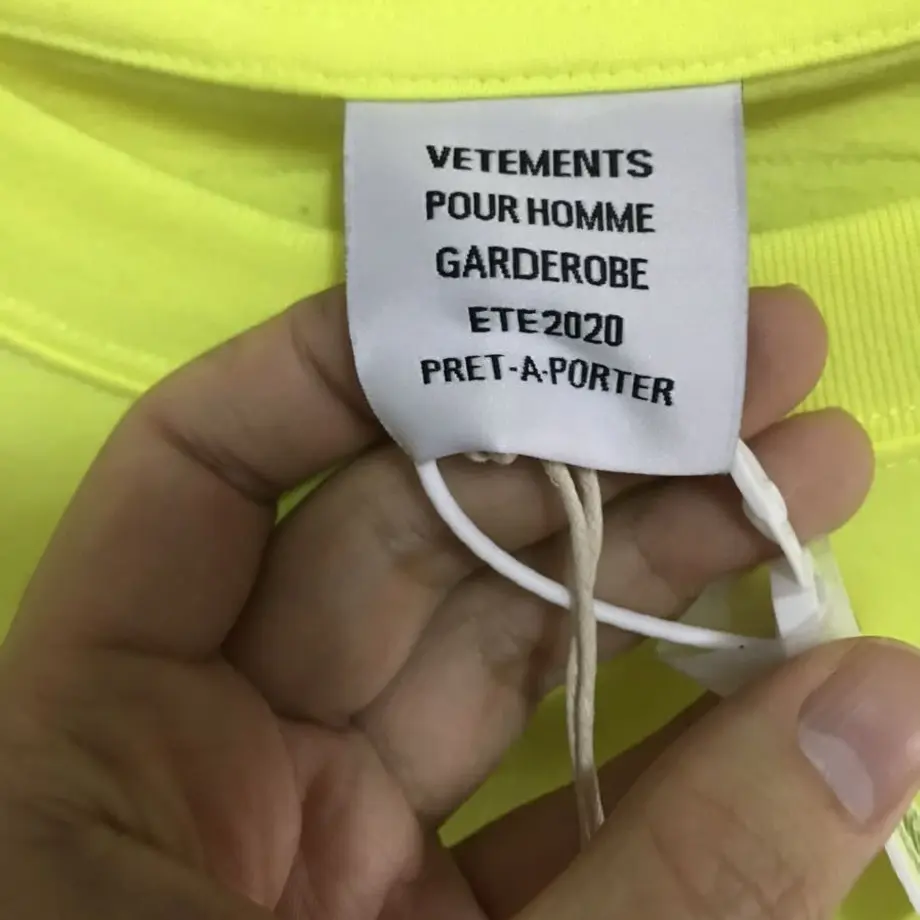 VETEMENTS
POUR HOMME
GARDEROBE
ETE2020
PRET-A-PORTER